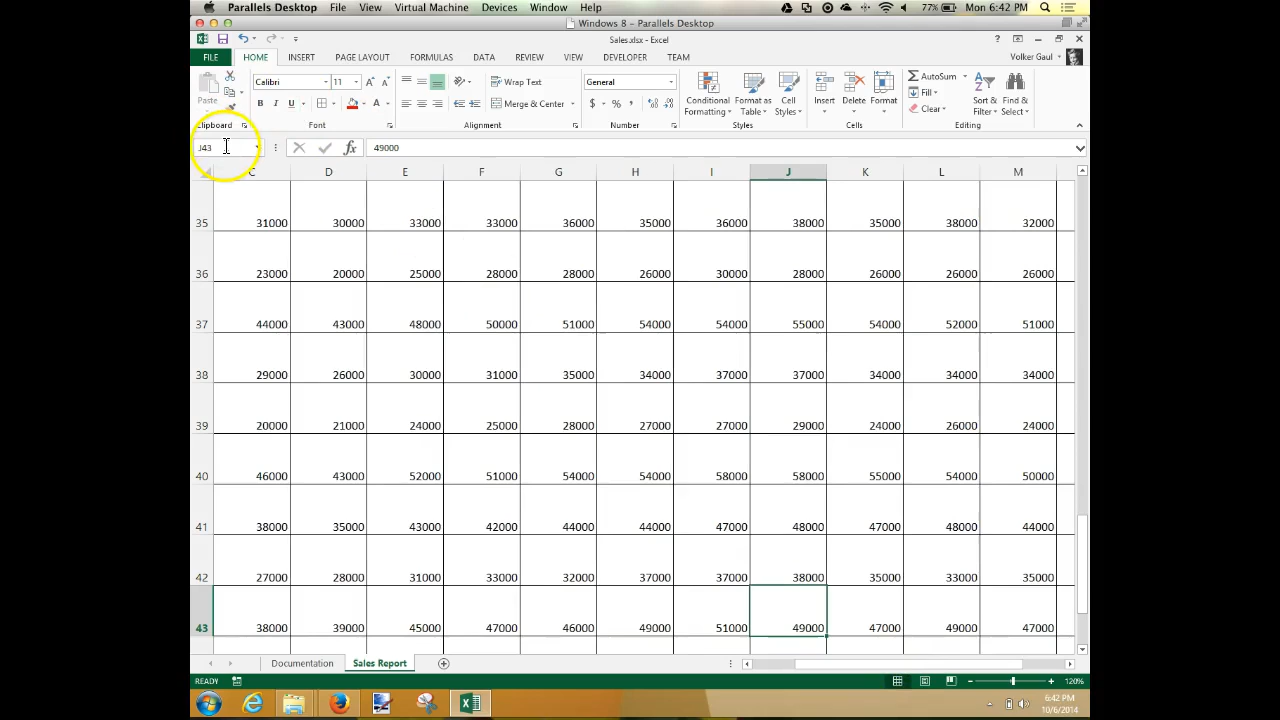 Parallels Desktop File Edit View Virtual Machine Devices Window Help 77% Mon 6:42 PM
Windows 8 - Parallels Desktop
Sales.xlsx - Excel
FILE HOME INSERT PAGE LAYOUT FORMULAS DATA REVIEW VIEW DEVELOPER TEAM Volker Gaul
Calibri 11 Wrap Text General AutoSum
Paste B I U Merge & Center $ % Conditional Formatting Format as Table Cell Styles Insert Delete Format Fill Clear Sort & Filter Find & Select
Clipboard Font Alignment Number Styles Cells Editing
J43 fx 49000
C D E F G H I J K L M
35 31000 30000 33000 33000 36000 35000 36000 38000 35000 38000 32000
36 23000 20000 25000 28000 28000 26000 30000 28000 26000 26000 26000
37 44000 43000 48000 50000 51000 54000 54000 55000 54000 52000 51000
38 29000 26000 30000 31000 35000 34000 37000 37000 34000 34000 34000
39 20000 21000 24000 25000 28000 27000 27000 29000 24000 26000 24000
40 46000 43000 52000 51000 54000 54000 58000 58000 55000 54000 50000
41 38000 35000 43000 42000 44000 44000 47000 48000 47000 48000 44000
42 27000 28000 31000 33000 32000 37000 37000 38000 35000 33000 35000
43 38000 39000 45000 47000 46000 49000 51000 49000 47000 49000 47000
Documentation Sales Report
READY 120%
6:42 PM
10/6/2014